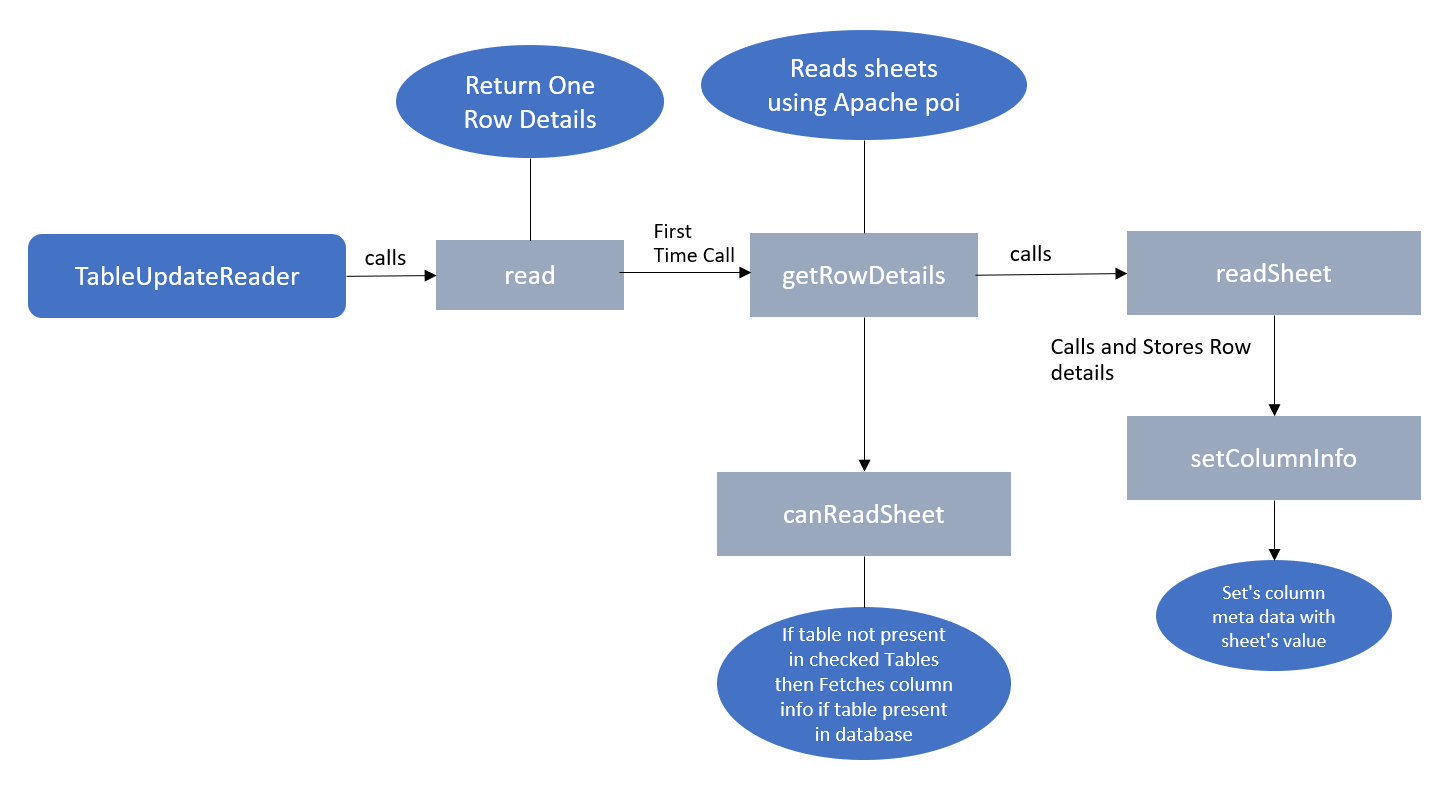 Return One
Row Details
Reads sheets
using Apache poi
TableUpdateReader
calls
read
First
Time Call
getRowDetails
calls
readSheet
Calls and Stores Row
details
setColumnInfo
canReadSheet
Set's column
meta data with
sheet's value
If table not present
in checked Tables
then Fetches column
info if table present
in database